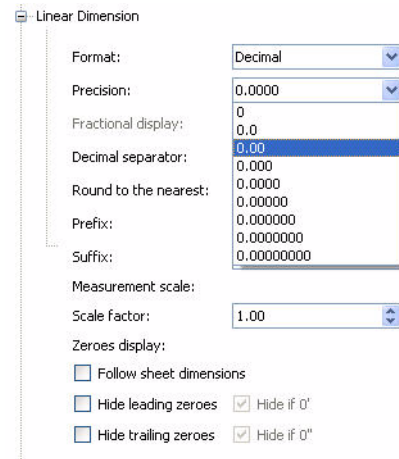 Linear Dimension
Format: Decimal
Precision: 0.0000
0
0.0
Fractional display:
0.00
Decimal separator:
0.000
0.0000
Round to the nearest:
0.00000
0.000000
Prefix:
0.0000000
0.00000000
Suffix:
Measurement scale:
Scale factor: 1.00
Zeroes display:
Follow sheet dimensions
Hide leading zeroes Hide if 0'
Hide trailing zeroes Hide if 0"